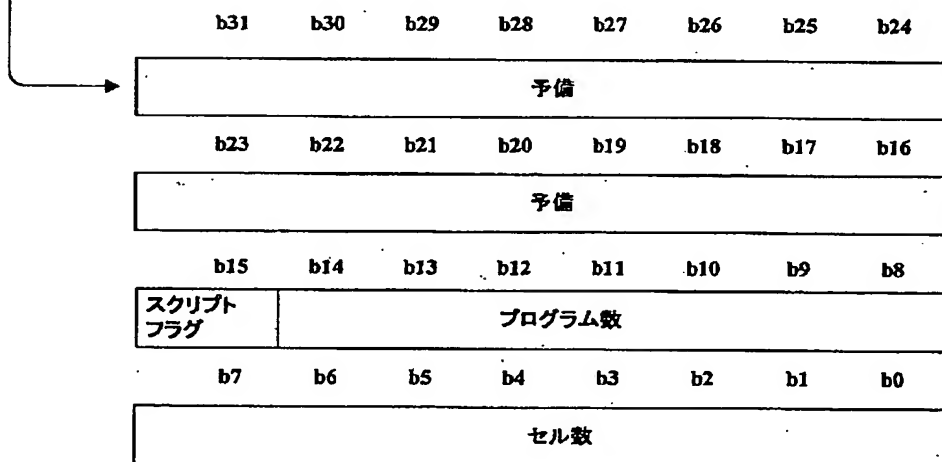 b31 b30 b29 b28 b27 b26 b25 b24
予備
b23 b22 b21 b20 b19 b18 b17 b16
予備
b15 b14 b13 b12 b11 b10 b9 b8
スクリプト
フラグ
プログラム数
b7 b6 b5 b4 b3 b2 b1 b0
セル数